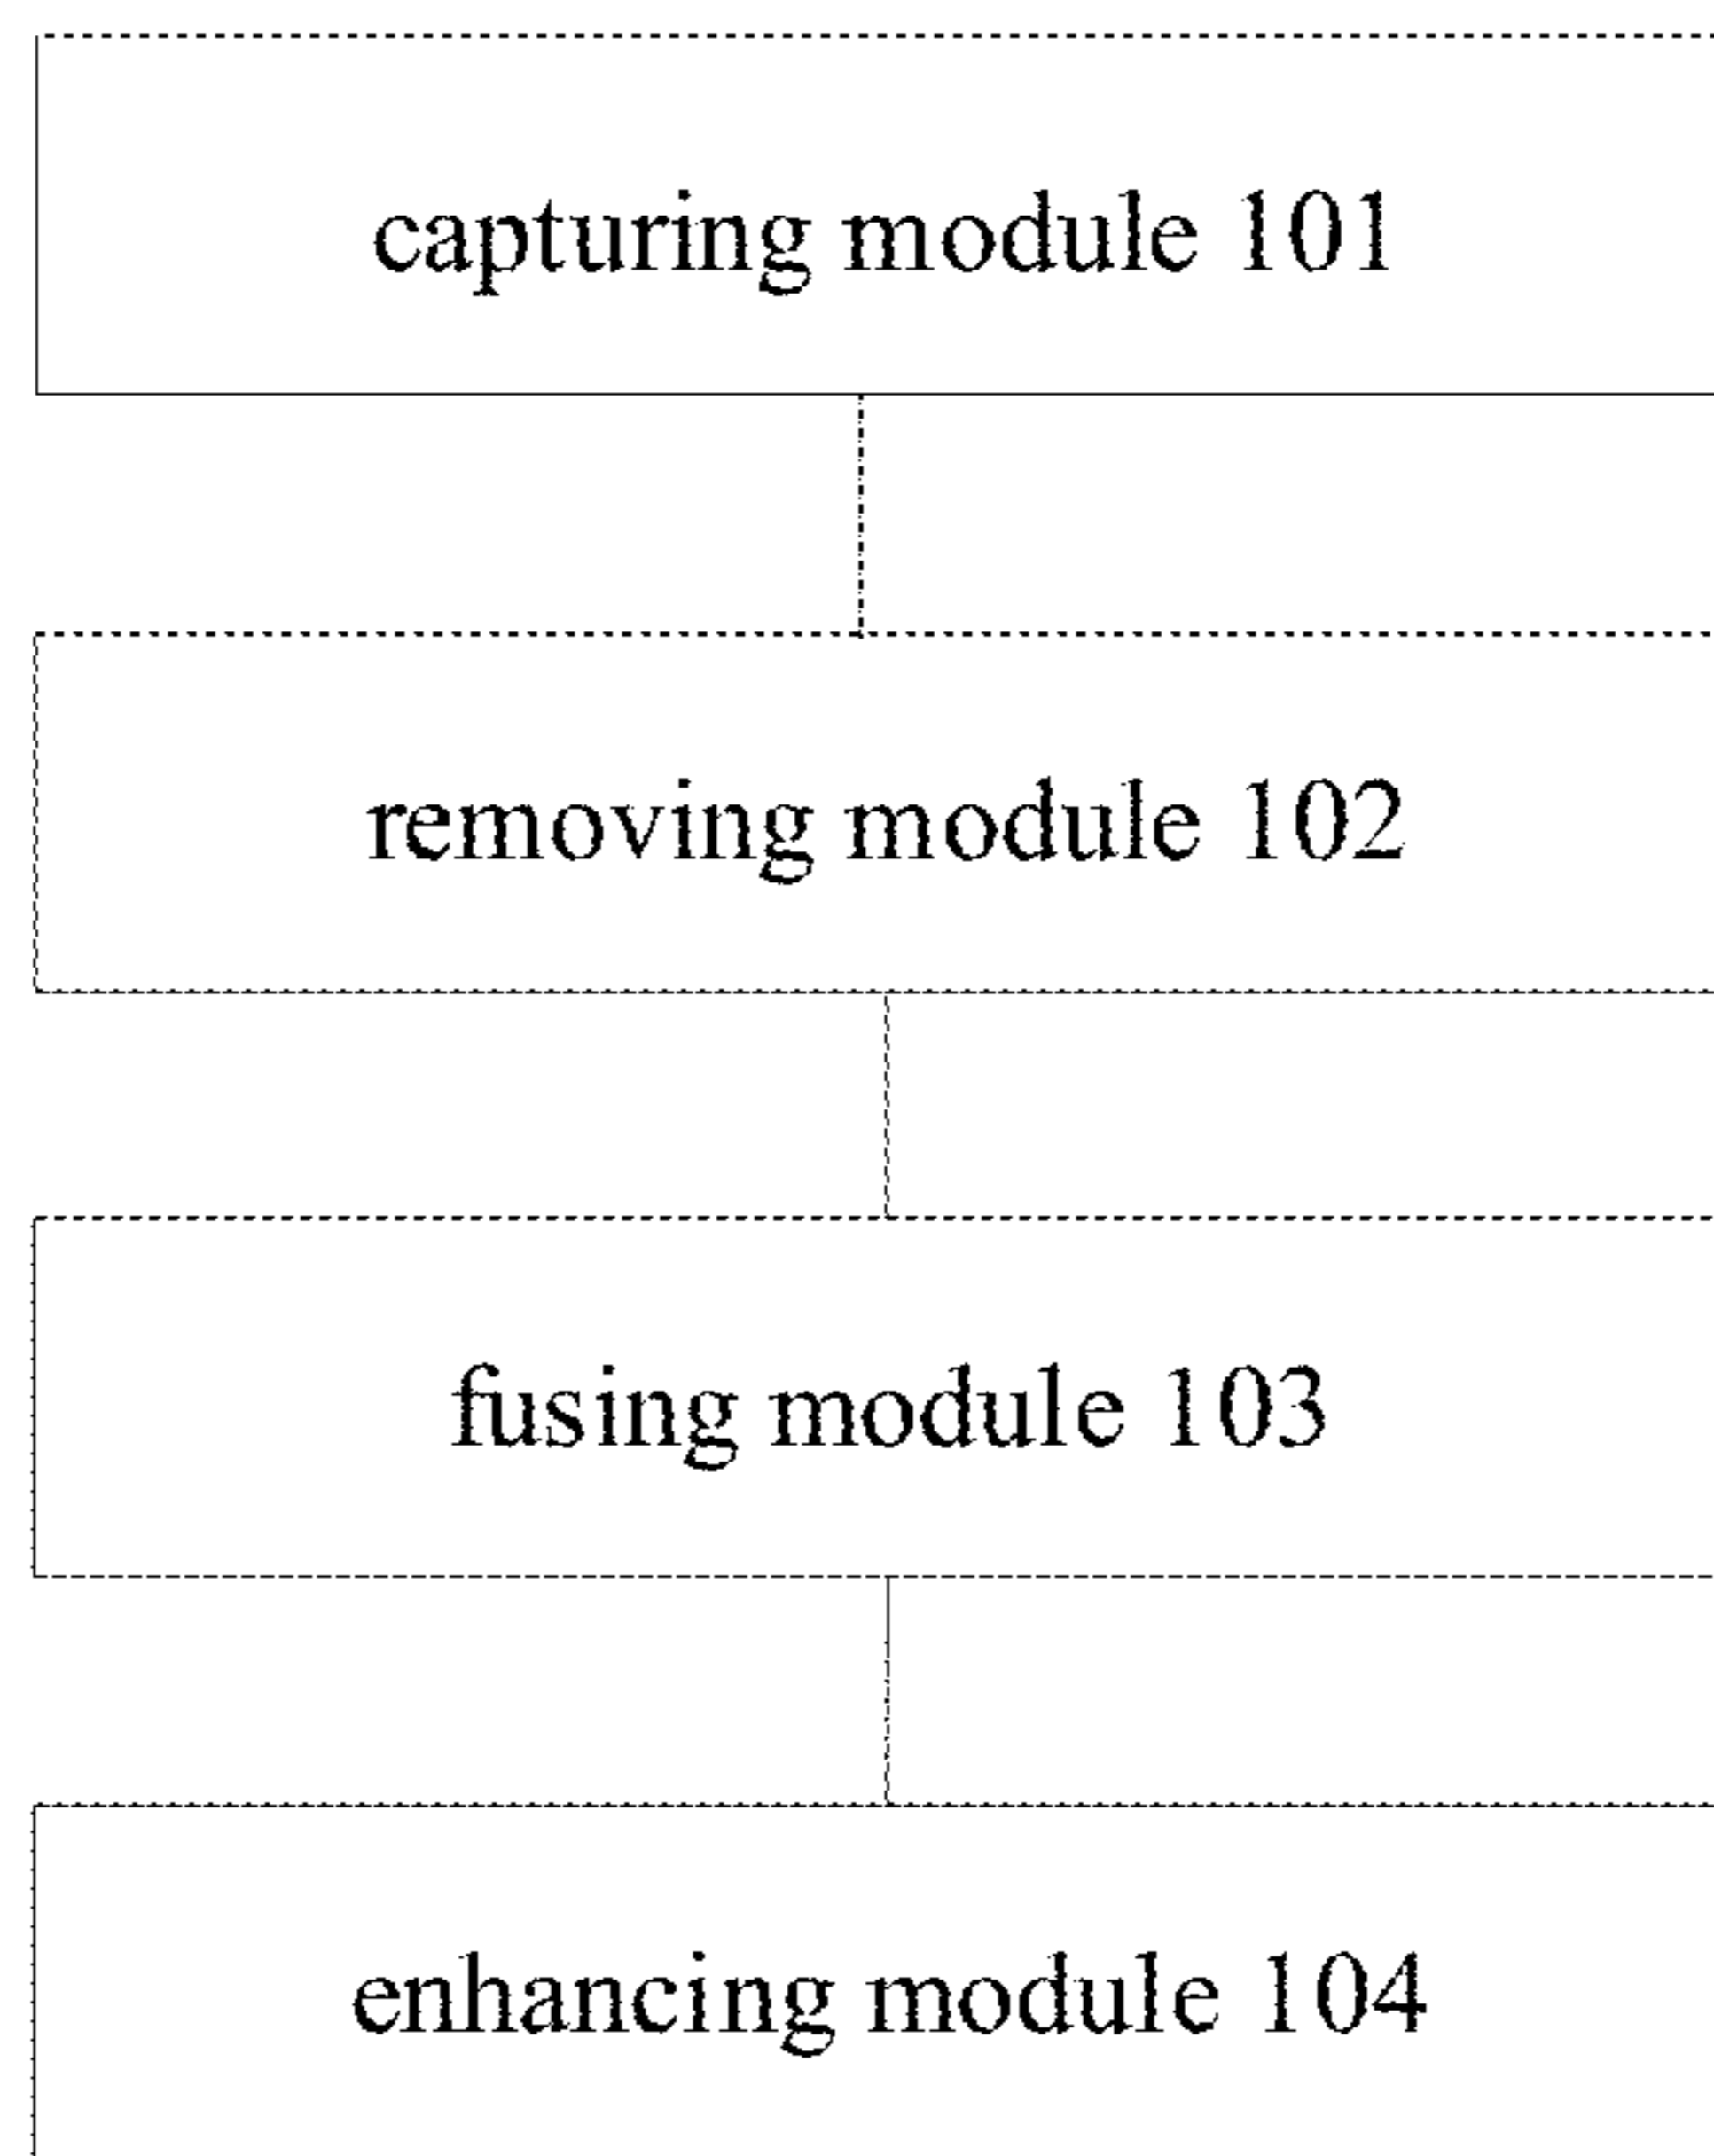 capturing module 101
removing module 102
fusing module 103
enhancing module 104